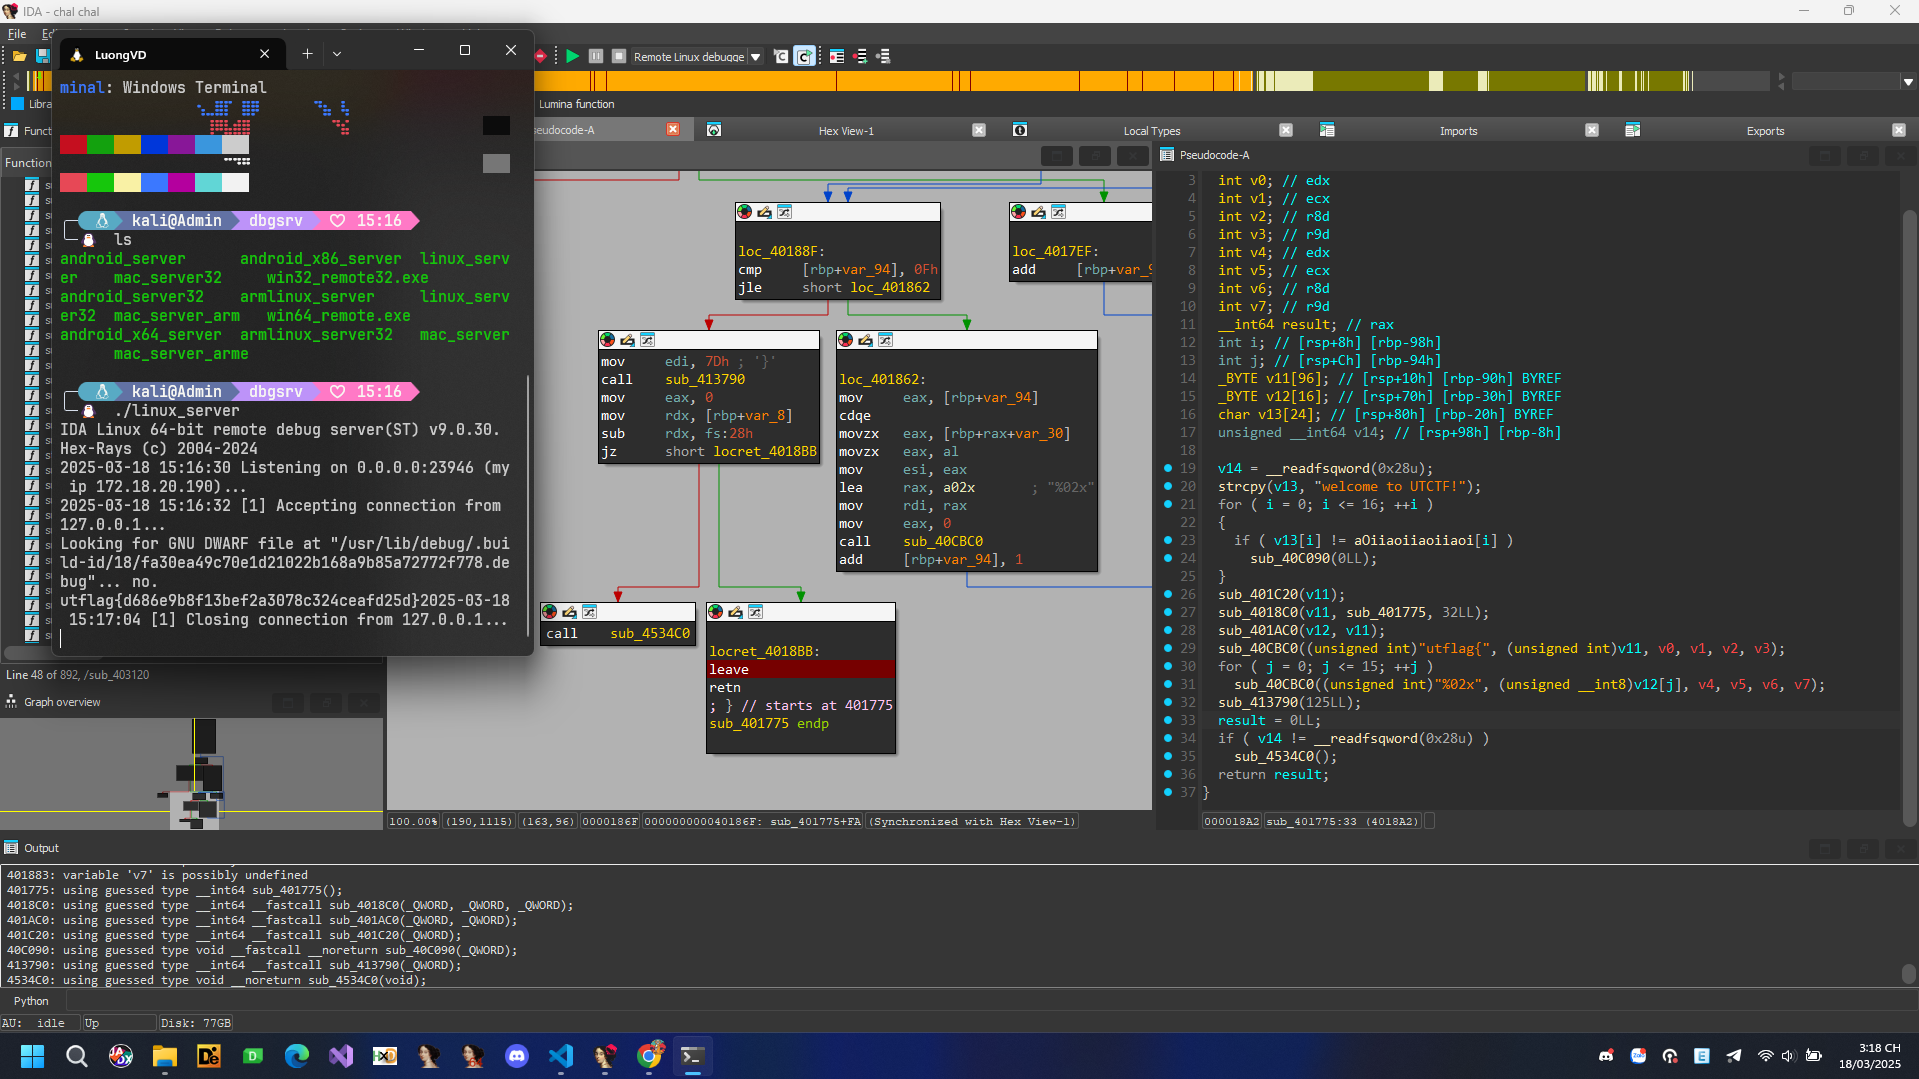 IDA - chal chal
File
LuongVD
Remote Linux debugge
Libra
Lumina function
Funct
seudocode-A
Hex View-1
Local Types
Imports
Exports
Function
minal: Windows Terminal
kali@Admin dbgsrv ♡ 15:16
ls
android_server android_x86_server linux_serv
er mac_server32 win32_remote32.exe
android_server32 armlinux_server linux_serv
er32 mac_server_arm win64_remote.exe
android_x64_server armlinux_server32 mac_server
mac_server_arme
kali@Admin dbgsrv ♡ 15:16
./linux_server
IDA Linux 64-bit remote debug server(ST) v9.0.30.
Hex-Rays (c) 2004-2024
2025-03-18 15:16:30 Listening on 0.0.0.0:23946 (my
ip 172.18.20.190)...
2025-03-18 15:16:32 [1] Accepting connection from
127.0.0.1...
Looking for GNU DWARF file at "/usr/lib/debug/.bui
ld-id/18/fa30ea49c70e1d21022b168a9b85a72772f778.de
bug"... no.
utflag{d686e9b8f13bef2a3078c324ceafd25d}2025-03-18
15:17:04 [1] Closing connection from 127.0.0.1...
Line 48 of 892, /sub_403120
Graph overview
loc_40188F:
cmp [rbp+var_94], 0Fh
jle short loc_401862
loc_4017EF:
add [rbp+var_9
mov edi, 7Dh ; '}'
call sub_413790
mov eax, 0
mov rdx, [rbp+var_8]
sub rdx, fs:28h
jz short locret_4018BB
loc_401862:
mov eax, [rbp+var_94]
cdqe
movzx eax, [rbp+rax+var_30]
movzx eax, al
mov esi, eax
lea rax, a02x ; "%02x"
mov rdi, rax
mov eax, 0
call sub_40CBC0
add [rbp+var_94], 1
call sub_4534C0
locret_4018BB:
leave
retn
; } // starts at 401775
sub_401775 endp
100.00% (190,1115) (163,96) 0000186F 000000000040186F: sub_401775+FA (Synchronized with Hex View-1)
Pseudocode-A
3 int v0; // edx
4 int v1; // ecx
5 int v2; // r8d
6 int v3; // r9d
7 int v4; // edx
8 int v5; // ecx
9 int v6; // r8d
10 int v7; // r9d
11 __int64 result; // rax
12 int i; // [rsp+8h] [rbp-98h]
13 int j; // [rsp+Ch] [rbp-94h]
14 _BYTE v11[96]; // [rsp+10h] [rbp-90h] BYREF
15 _BYTE v12[16]; // [rsp+70h] [rbp-30h] BYREF
16 char v13[24]; // [rsp+80h] [rbp-20h] BYREF
17 unsigned __int64 v14; // [rsp+98h] [rbp-8h]
18
19 v14 = __readfsqword(0x28u);
20 strcpy(v13, "welcome to UTCTF!");
21 for ( i = 0; i <= 16; ++i )
22 {
23 if ( v13[i] != aOiiaoiiaoiiaoi[i] )
24 sub_40C090(0LL);
25 }
26 sub_401C20(v11);
27 sub_4018C0(v11, sub_401775, 32LL);
28 sub_401AC0(v12, v11);
29 sub_40CBC0((unsigned int)"utflag{", (unsigned int)v11, v0, v1, v2, v3);
30 for ( j = 0; j <= 15; ++j )
31 sub_40CBC0((unsigned int)"%02x", (unsigned __int8)v12[j], v4, v5, v6, v7);
32 sub_413790(125LL);
33 result = 0LL;
34 if ( v14 != __readfsqword(0x28u) )
35 sub_4534C0();
36 return result;
37 }
000018A2 sub_401775:33 (4018A2)
Output
401883: variable 'v7' is possibly undefined
401775: using guessed type __int64 sub_401775();
4018C0: using guessed type __int64 __fastcall sub_4018C0(_QWORD, _QWORD, _QWORD);
401AC0: using guessed type __int64 __fastcall sub_401AC0(_QWORD, _QWORD);
401C20: using guessed type __int64 __fastcall sub_401C20(_QWORD);
40C090: using guessed type void __fastcall __noreturn sub_40C090(_QWORD);
413790: using guessed type __int64 __fastcall sub_413790(_QWORD);
4534C0: using guessed type void __noreturn sub_4534C0(void);
Python
AU: idle Up Disk: 77GB
3:18 CH
18/03/2025